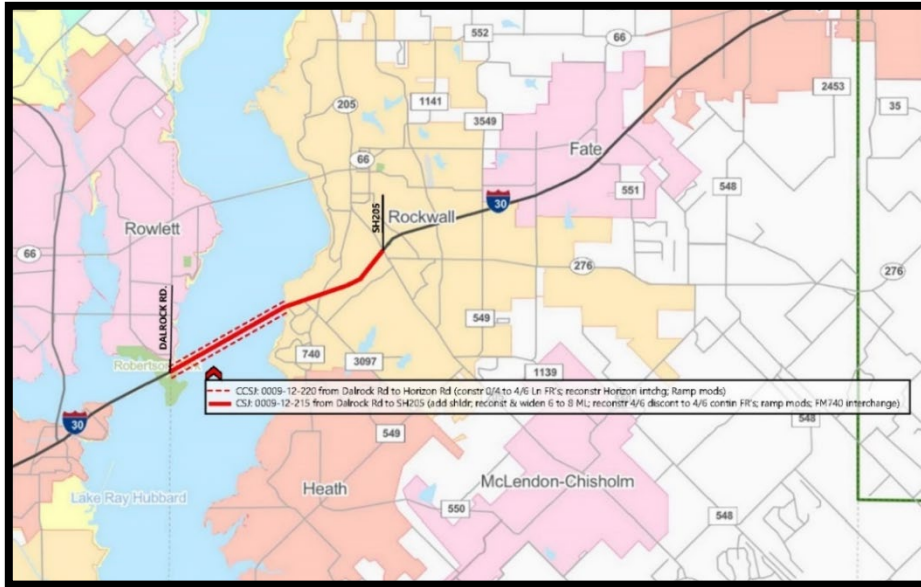 552
66
2453
205
1141
35
3549
Fate
66
551
548
30
SH205
Rockwall
Rowlett
66
276
276
DALROCK RD.
549
740
3097
1139
CCSJ: 0009-12-220 from Dalrock Rd to Horizon Rd (constr 0/4 to 4/6 Ln FR's; reconstr Horizon intchg; Ramp mods)
CSJ: 0009-12-215 from Dalrock Rd to SH205 (add shldr; reconst & widen 6 to 8 ML; reconstr 4/6 discont to 4/6 contin FR's; ramp mods; FM740 interchange)
548
30
549
Heath
McLendon-Chisholm
Lake Ray Hubbard
550
548
548